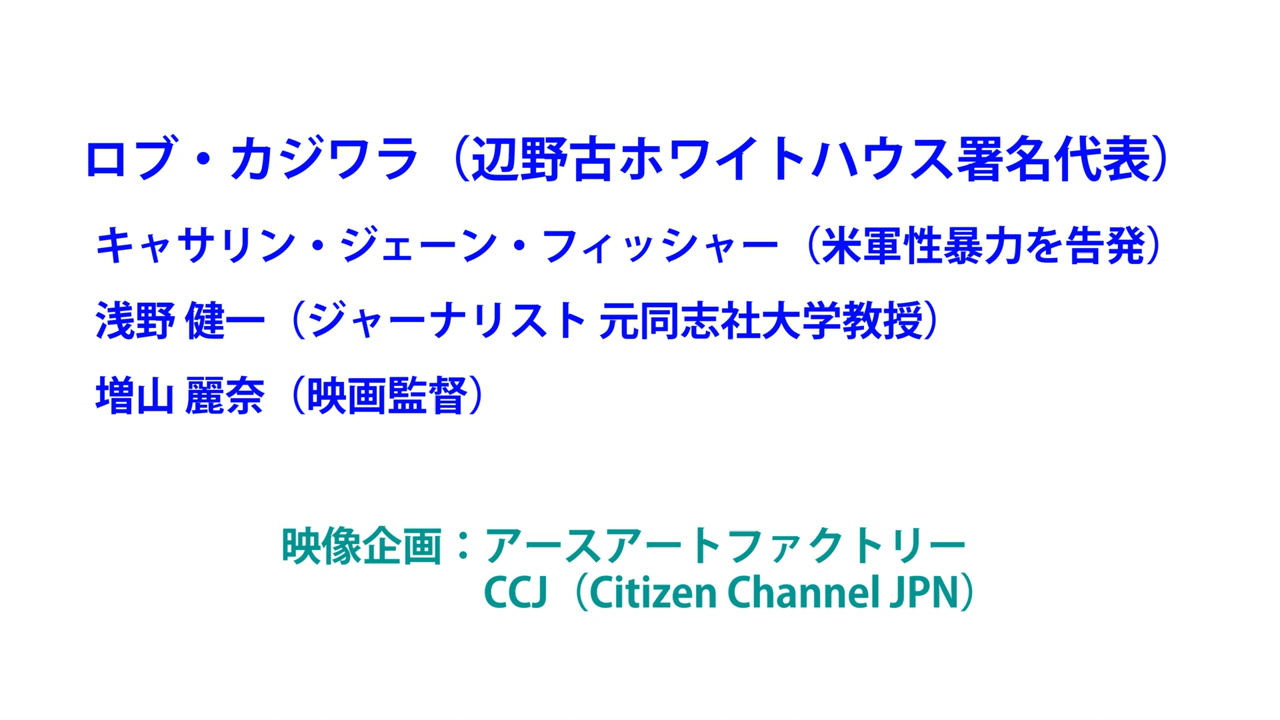 ロブ・カジワラ（辺野古ホワイトハウス署名代表）
キャサリン・ジェーン・フィッシャー（米軍性暴力を告発）
浅野 健一（ジャーナリスト 元同志社大学教授）
増山 麗奈（映画監督）
映像企画：アースアートファクトリー
CCJ（Citizen Channel JPN）